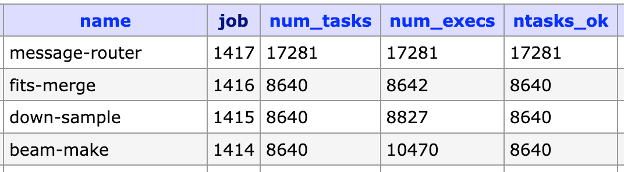 name job num_tasks num_execs ntasks_ok
message-router 1417 17281 17281 17281
fits-merge 1416 8640 8642 8640
down-sample 1415 8640 8827 8640
beam-make 1414 8640 10470 8640